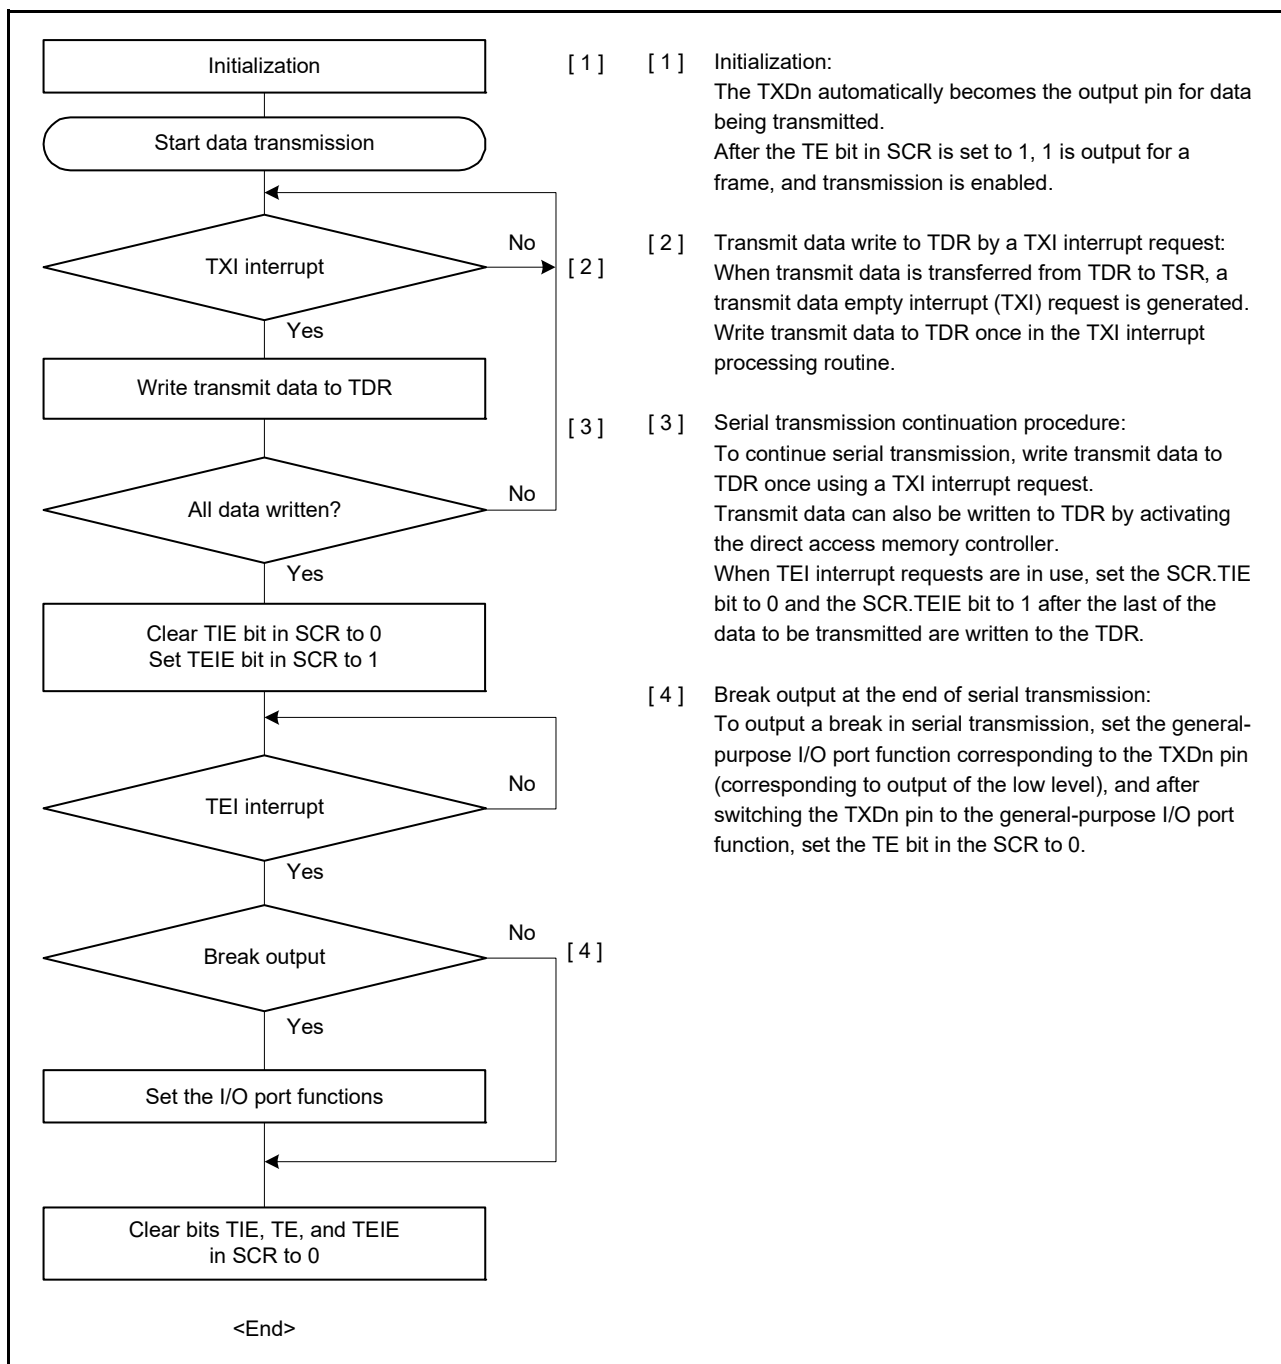 Initialization
[ 1 ]
Start data transmission
TXI interrupt
No
[ 2 ]
Yes
Write transmit data to TDR
[ 3 ]
All data written?
No
Yes
Clear TIE bit in SCR to 0
Set TEIE bit in SCR to 1
TEI interrupt
No
Yes
Break output
No
[ 4 ]
Yes
Set the I/O port functions
Clear bits TIE, TE, and TEIE
in SCR to 0
<End>
[ 1 ] Initialization:
The TXDn automatically becomes the output pin for data
being transmitted.
After the TE bit in SCR is set to 1, 1 is output for a
frame, and transmission is enabled.
[ 2 ] Transmit data write to TDR by a TXI interrupt request:
When transmit data is transferred from TDR to TSR, a
transmit data empty interrupt (TXI) request is generated.
Write transmit data to TDR once in the TXI interrupt
processing routine.
[ 3 ] Serial transmission continuation procedure:
To continue serial transmission, write transmit data to
TDR once using a TXI interrupt request.
Transmit data can also be written to TDR by activating
the direct access memory controller.
When TEI interrupt requests are in use, set the SCR.TIE
bit to 0 and the SCR.TEIE bit to 1 after the last of the
data to be transmitted are written to the TDR.
[ 4 ] Break output at the end of serial transmission:
To output a break in serial transmission, set the general-
purpose I/O port function corresponding to the TXDn pin
(corresponding to output of the low level), and after
switching the TXDn pin to the general-purpose I/O port
function, set the TE bit in the SCR to 0.